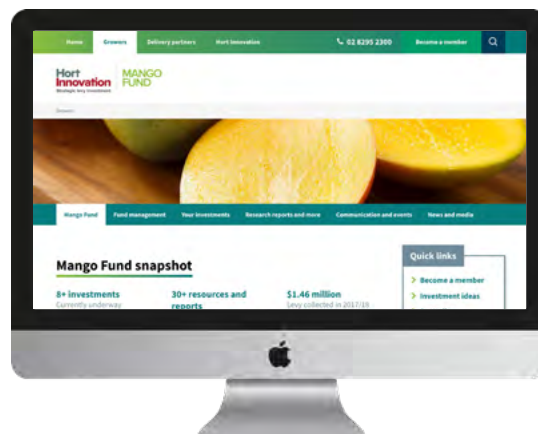 Home Growers Delivery partners Hort Innovation 02 8295 2300 Become a member
Hort Innovation
Strategic levy investment
MANGO FUND
Growers
Mango Fund Fund management Your investments Research reports and more Communication and events News and media
Mango Fund snapshot
Quick links
Become a member
Investment ideas
8+ investments
Currently underway
30+ resources and
reports
$1.46 million
Levy collected in 2017/18